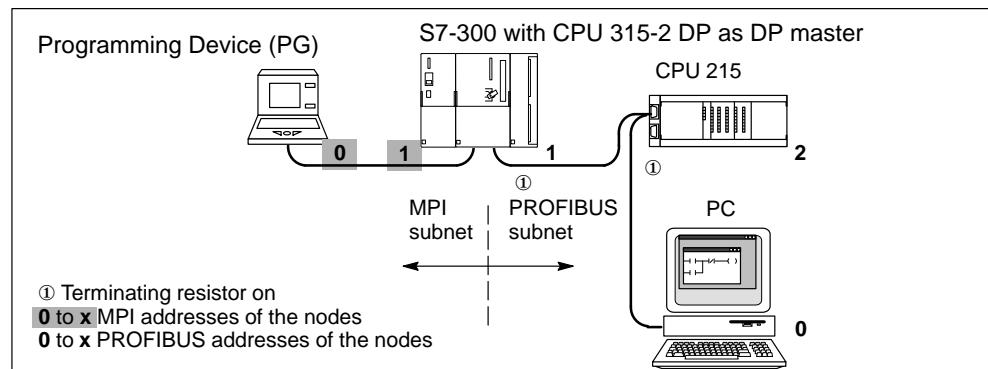 Programming Device (PG)
S7-300 with CPU 315-2 DP as DP master
CPU 215
0
1
1
2
①
①
MPI
subnet
PROFIBUS
subnet
PC
① Terminating resistor on
0 to x MPI addresses of the nodes
0 to x PROFIBUS addresses of the nodes
0